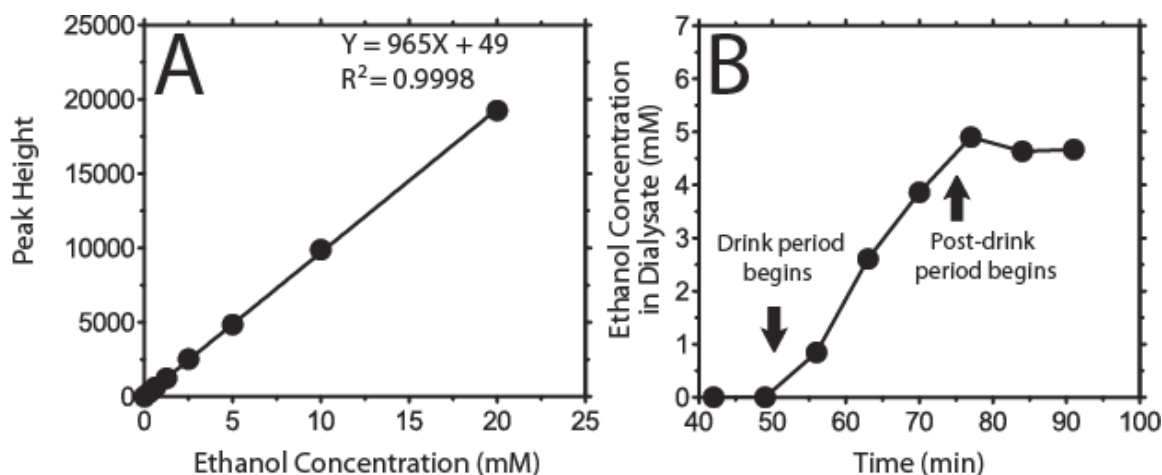 A
Y = 965X + 49
R² = 0.9998
25000
20000
15000
10000
5000
0
Peak Height
0 5 10 15 20 25
Ethanol Concentration (mM)
B
7
6
5
4
3
2
1
0
Ethanol Concentration
in Dialysate (mM)
Drink period
begins
Post-drink
period begins
40 50 60 70 80 90 100
Time (min)